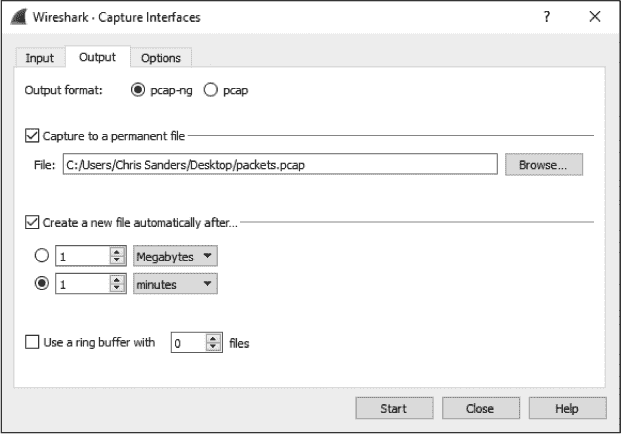 Wireshark · Capture Interfaces ?
Input Output Options
Output format: pcap-ng pcap
Capture to a permanent file
File: C:/Users/Chris Sanders/Desktop/packets.pcap Browse...
Create a new file automatically after...
1 Megabytes
1 minutes
Use a ring buffer with 0 files
Start Close Help